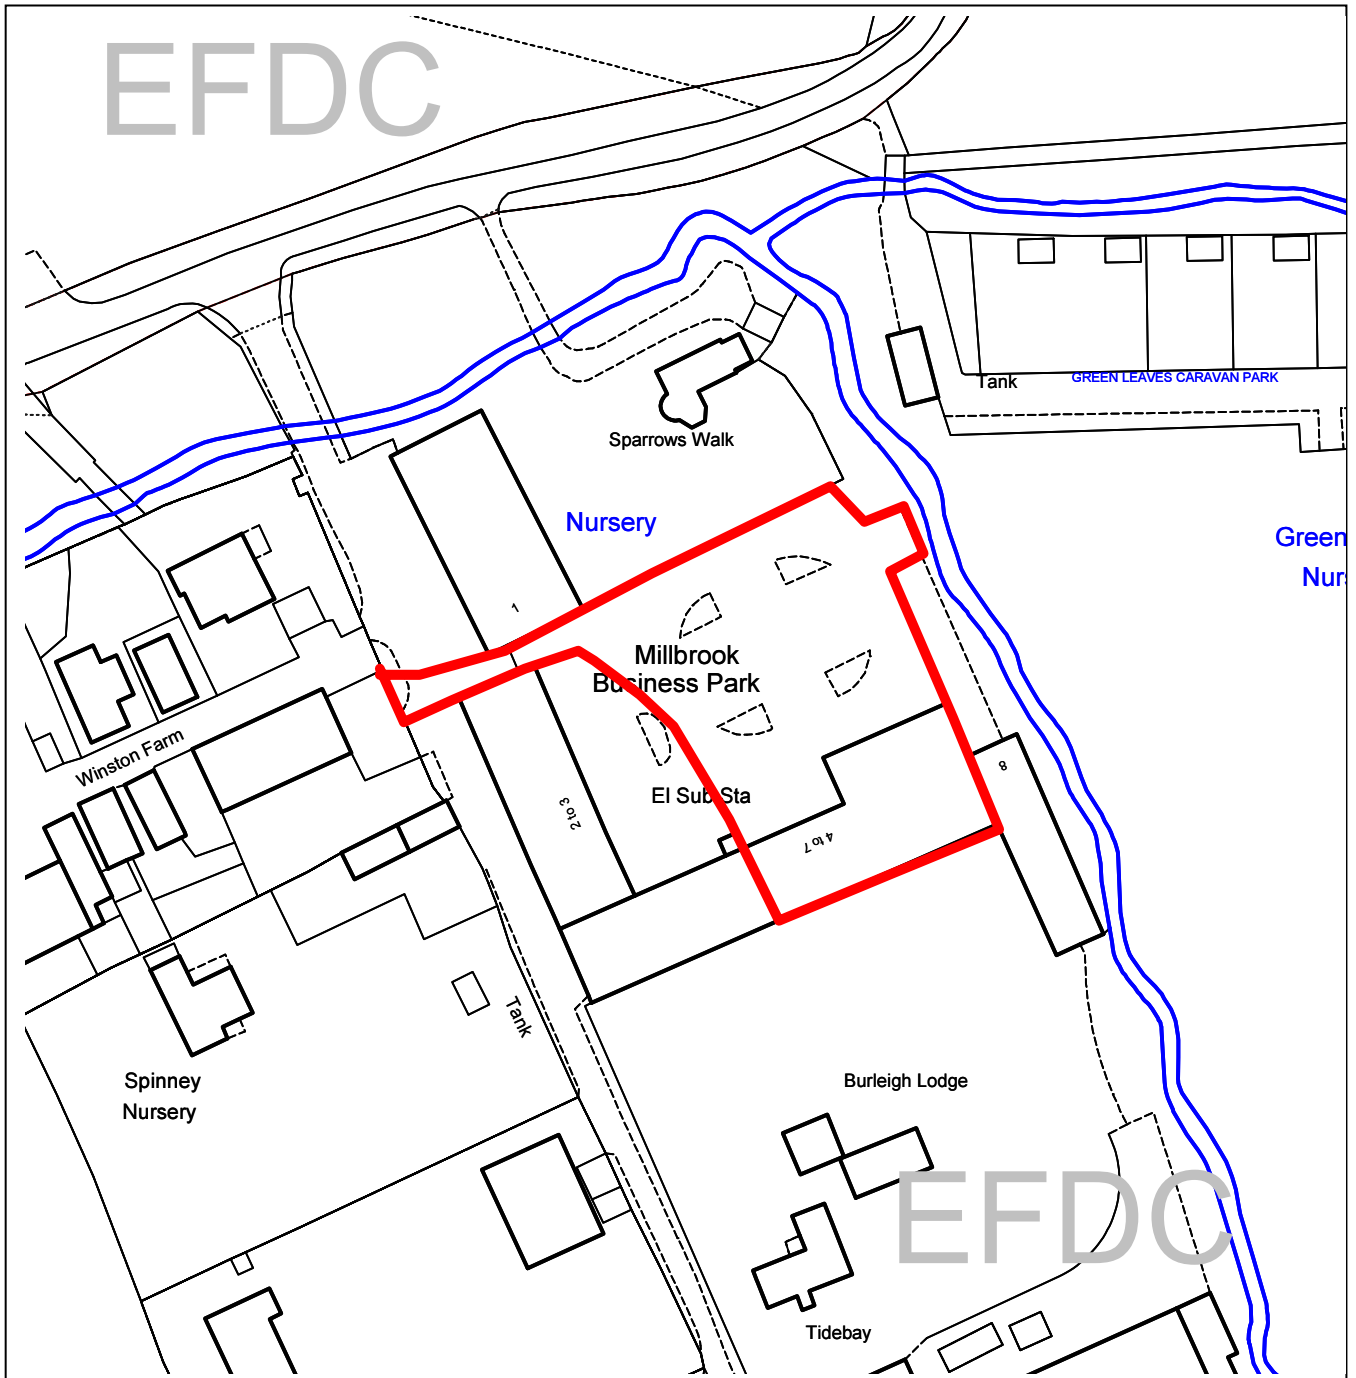 EFDC
Tank
GREEN LEAVES CARAVAN PARK
Sparrows Walk
Nursery
Green
Nur
1
Millbrook
Business Park
Winston Farm
8
El Sub Sta
2 to 3
4 to 7
Tank
Spinney
Nursery
Burleigh Lodge
EFDC
Tidebay